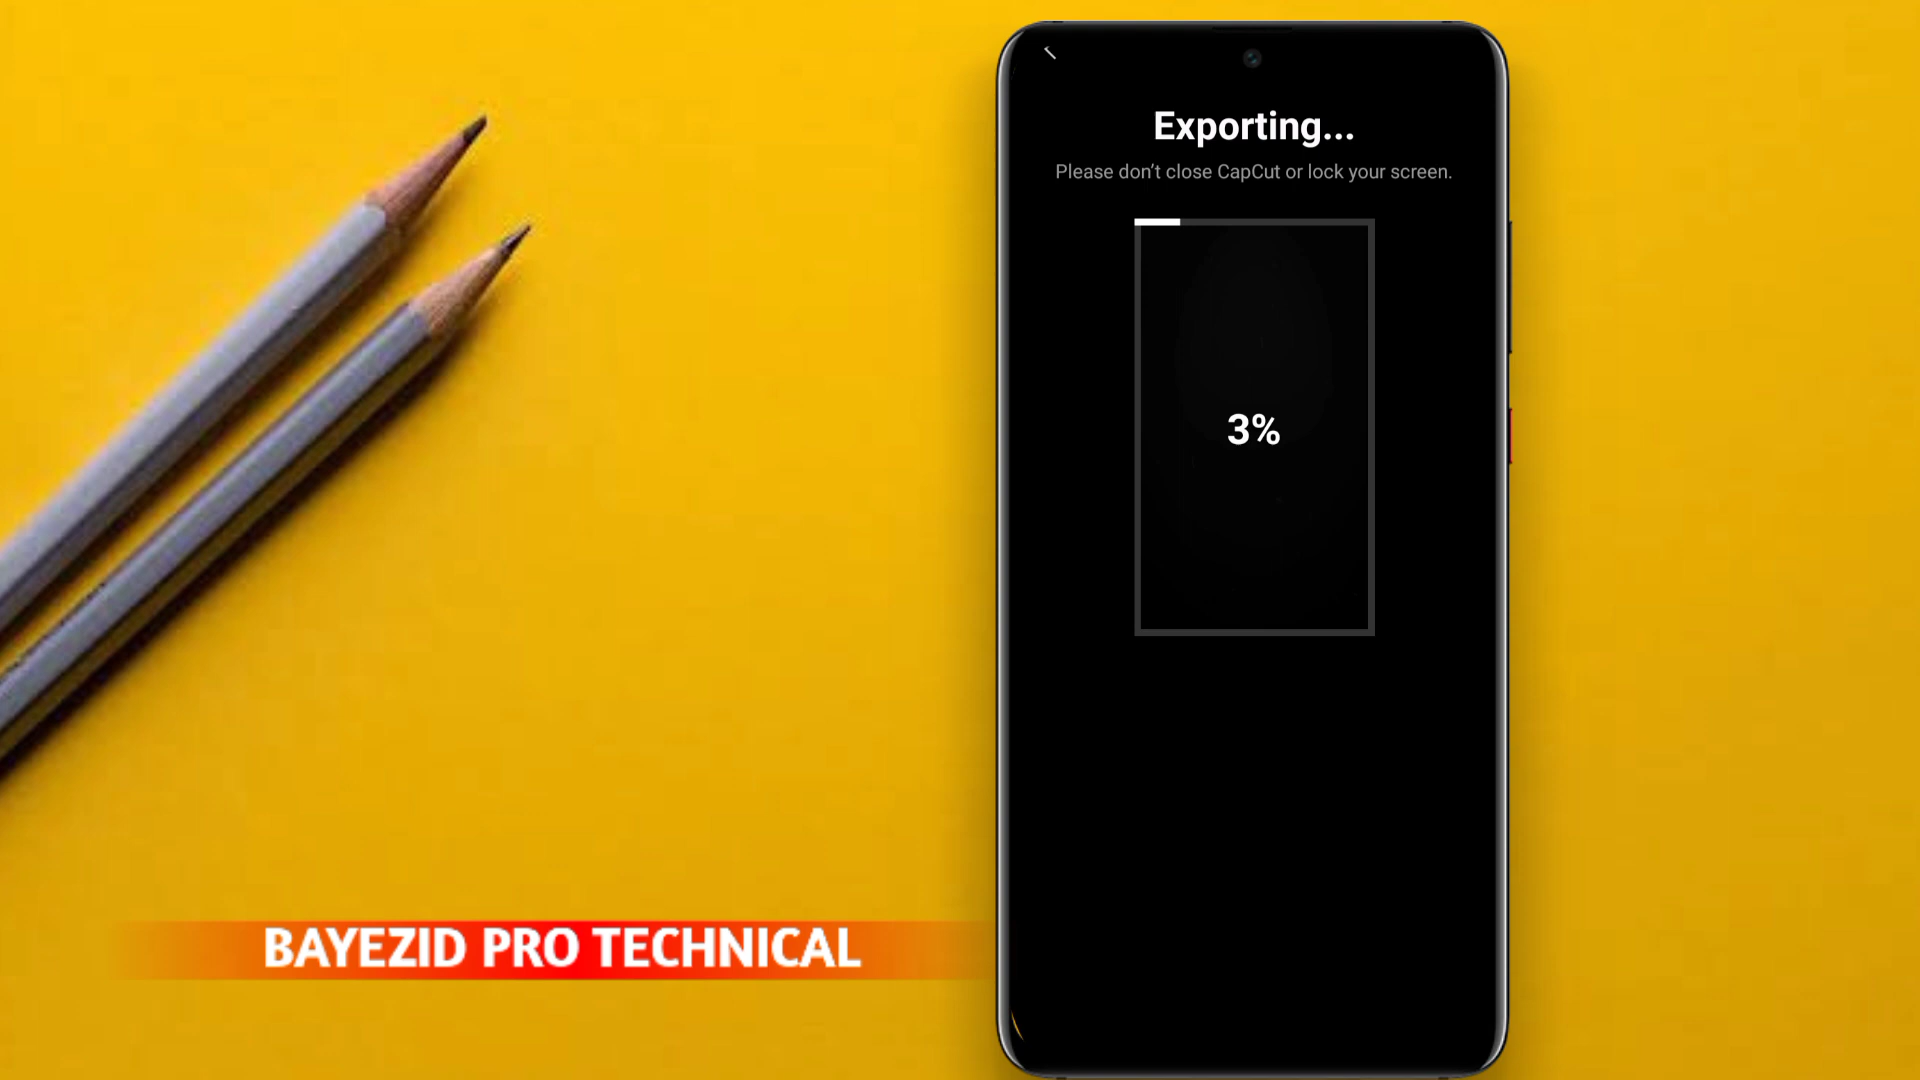 Exporting...
Please don’t close CapCut or lock your screen.
3%
BAYEZID PRO TECHNICAL